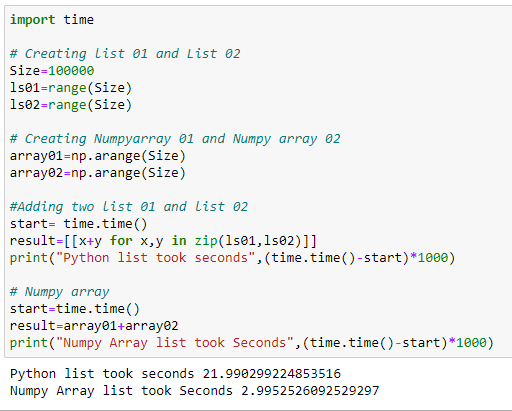 import time
# Creating list 01 and List 02
Size=100000
ls01=range(Size)
ls02=range(Size)
# Creating Numpyarray 01 and Numpy array 02
array01=np.arange(Size)
array02=np.arange(Size)
#Adding two list 01 and list 02
start= time.time()
result=[[x+y for x,y in zip(ls01,ls02)]]
print("Python list took seconds",(time.time()-start)*1000)
# Numpy array
start=time.time()
result=array01+array02
print("Numpy Array list took Seconds",(time.time()-start)*1000)
Python list took seconds 21.990299224853516
Numpy Array list took Seconds 2.9952526092529297